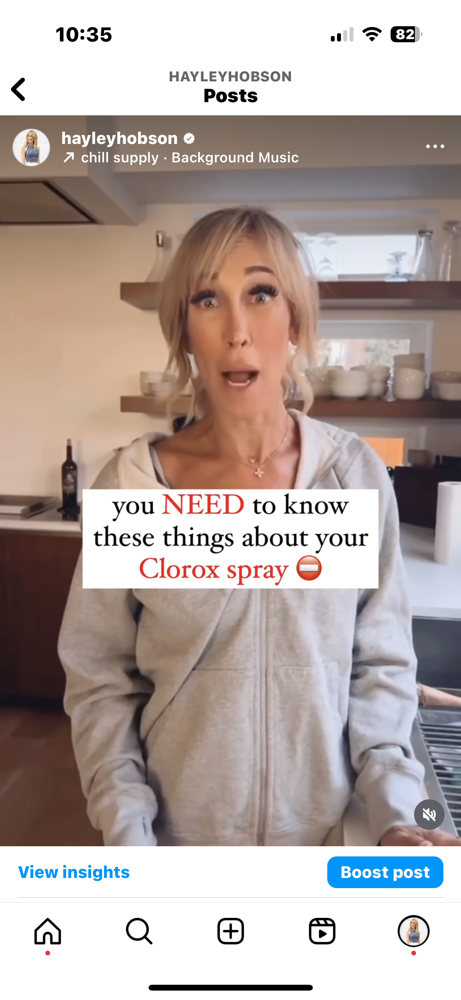 10:35
82
HAYLEYHOBSON
Posts
hayleyhobson
chill supply · Background Music
you NEED to know
these things about your
Clorox spray ⛔
View insights
Boost post